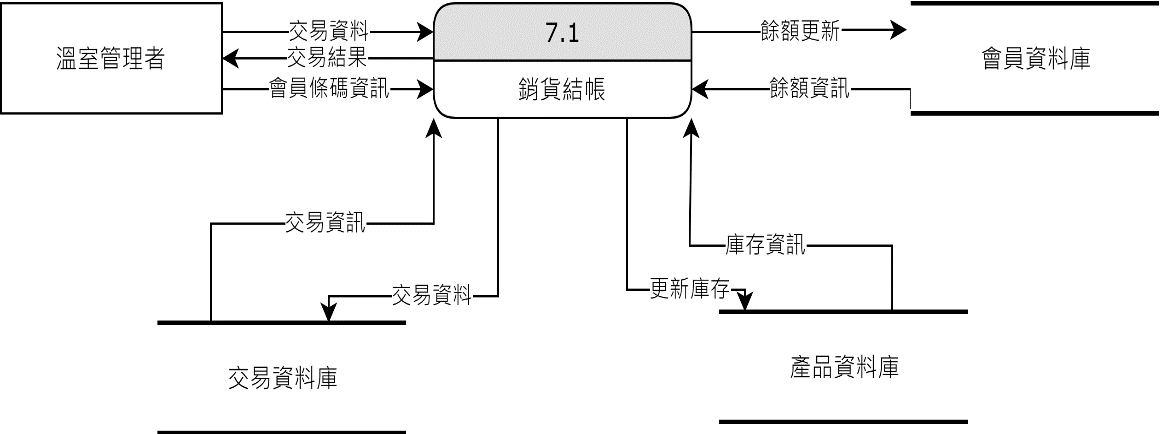 交易資料
7.1
餘額更新
溫室管理者
交易結果
會員資料庫
會員條碼資訊
銷貨結帳
餘額資訊
交易資訊
庫存資訊
交易資料
更新庫存
交易資料庫
產品資料庫